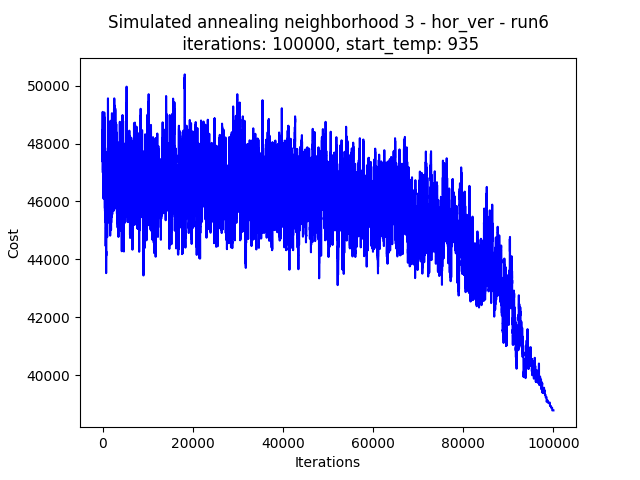 Simulated annealing neighborhood 3 - hor_ver - run6
iterations: 100000, start_temp: 935
50000
48000
46000
44000
42000
40000
Cost
0 20000 40000 60000 80000 100000
Iterations